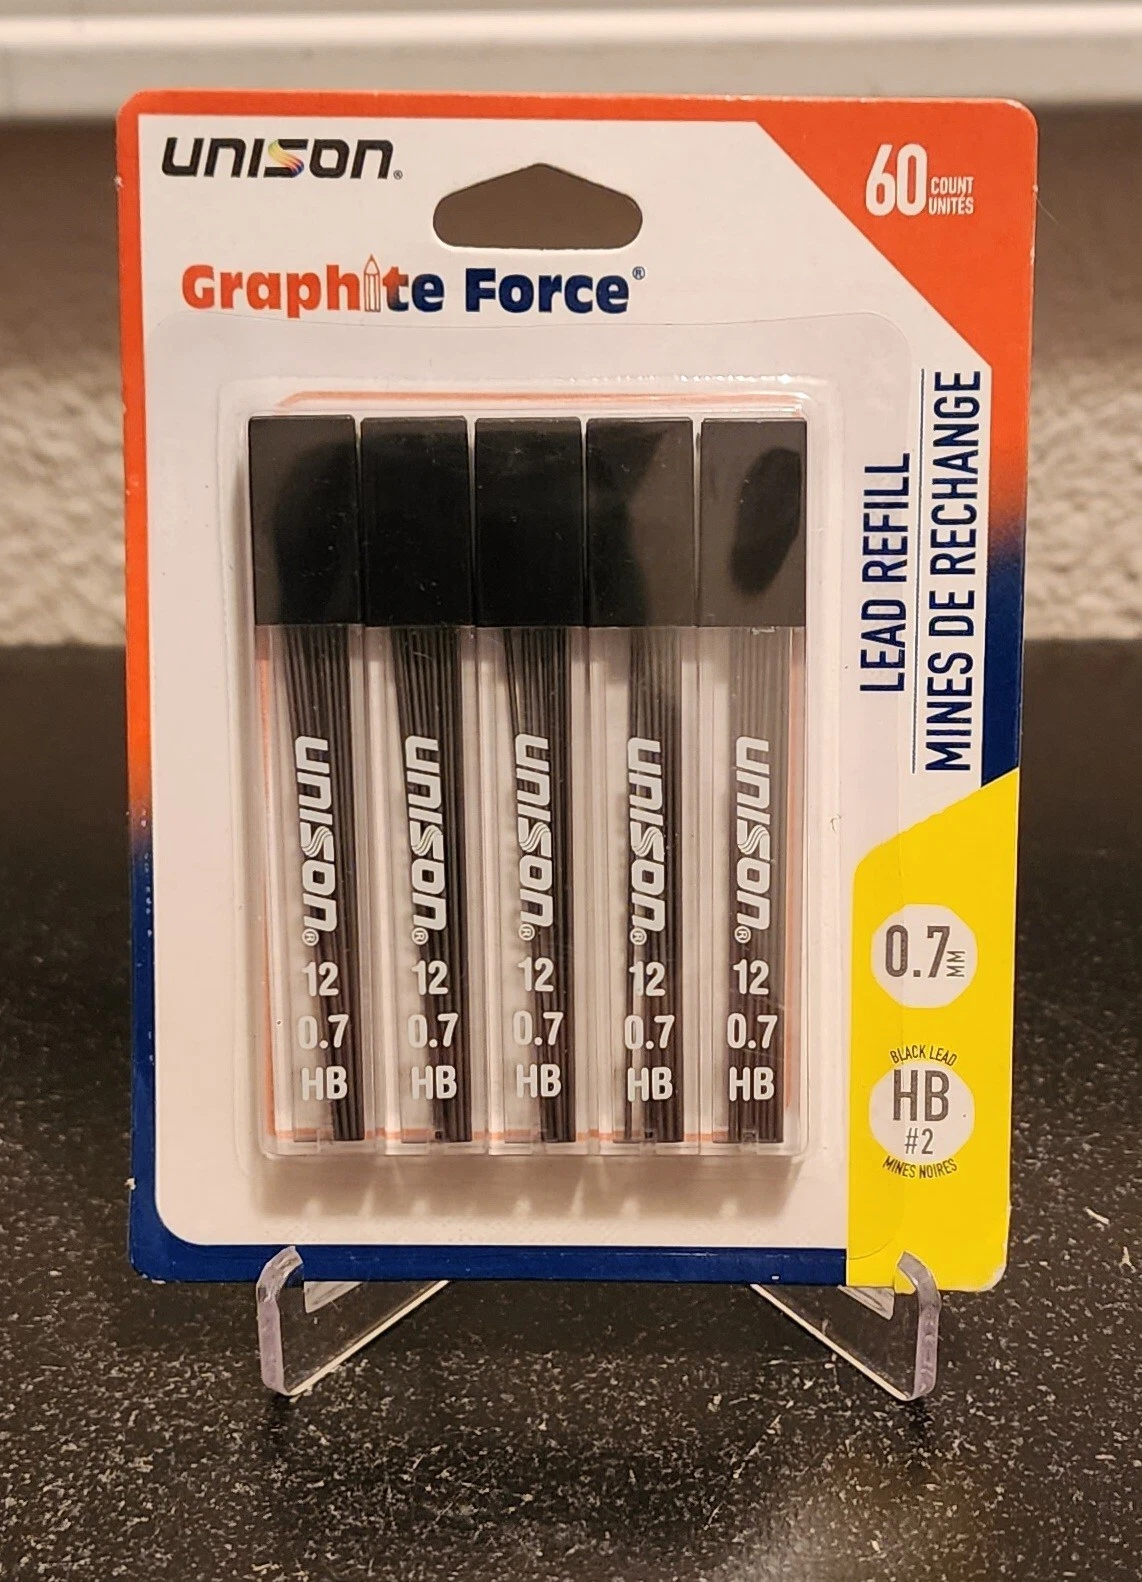 UNISON®
60 COUNT
UNITÉS
Graphite Force®
LEAD REFILL
MINES DE RECHANGE
UNISON®
12
0.7
HB
UNISON®
12
0.7
HB
UNISON®
12
0.7
HB
UNISON®
12
0.7
HB
UNISON®
12
0.7
HB
0.7 MM
BLACK LEAD
HB
#2
MINES NOIRES